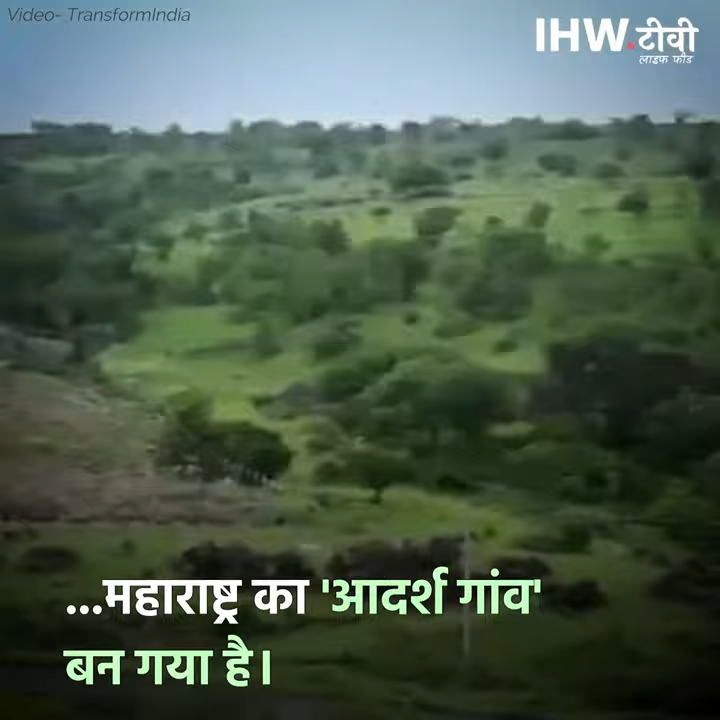 Video- TransformIndia
IHW.टीवी
लाइफ फीड
...महाराष्ट्र का 'आदर्श गांव'
बन गया है।